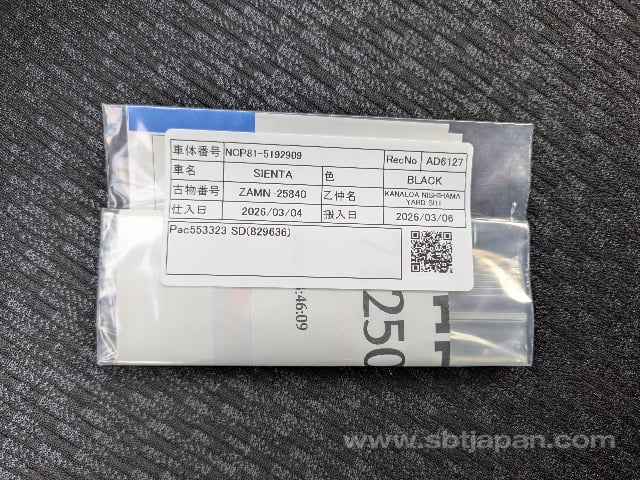 車体番号 NCP81-5192909 RecNo AD6127
車名 SIENTA 色 BLACK
古物番号 ZAMN-25840 乙仲名 KANALOA NISHIHAMA YARD SBT
仕入日 2026/03/04 搬入日 2026/03/06
Pac553323 SD(829636)
:46:09
250
www.sbtjapan.com